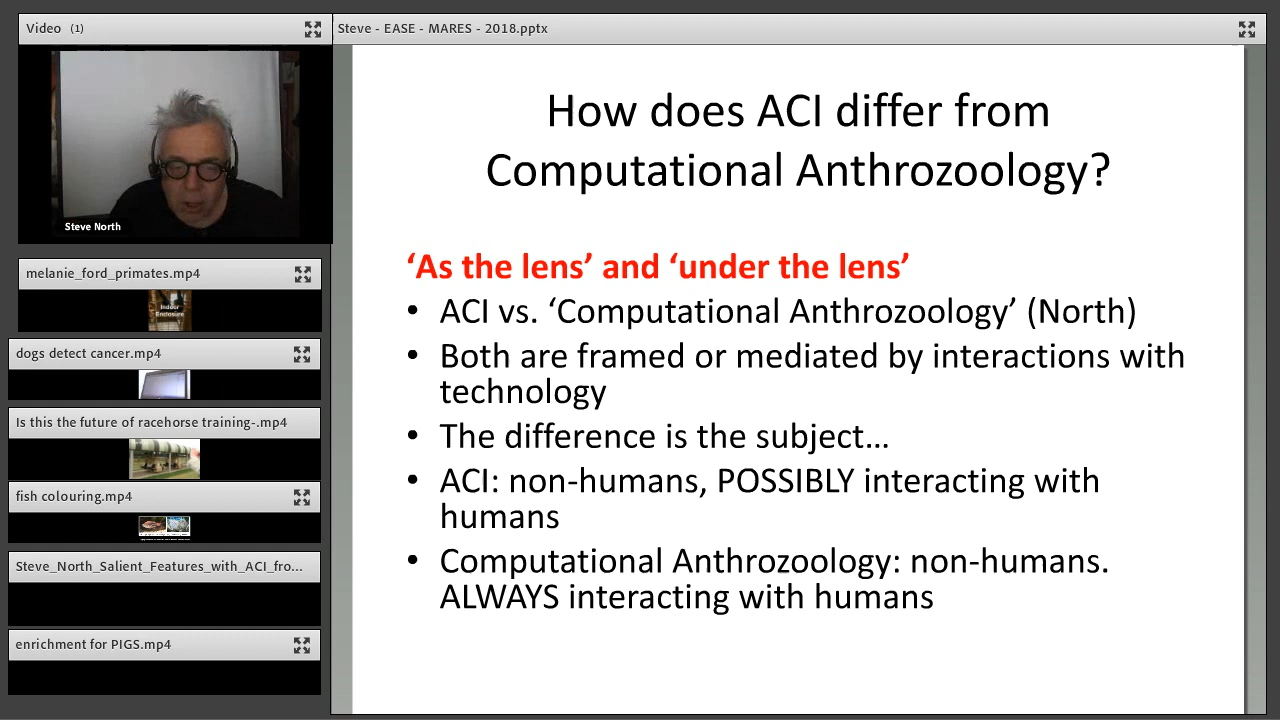 Video (1)
Steve North
melanie_ford_primates.mp4
Indoor
Enclosure
dogs detect cancer.mp4
Is this the future of racehorse training-.mp4
fish colouring.mp4
Steve_North_Salient_Features_with_ACI_fro...
enrichment for PIGS.mp4
Steve - EASE - MARES - 2018.pptx
How does ACI differ from
Computational Anthrozoology?
‘As the lens’ and ‘under the lens’
• ACI vs. ‘Computational Anthrozoology’ (North)
• Both are framed or mediated by interactions with
technology
• The difference is the subject…
• ACI: non-humans, POSSIBLY interacting with
humans
• Computational Anthrozoology: non-humans.
ALWAYS interacting with humans